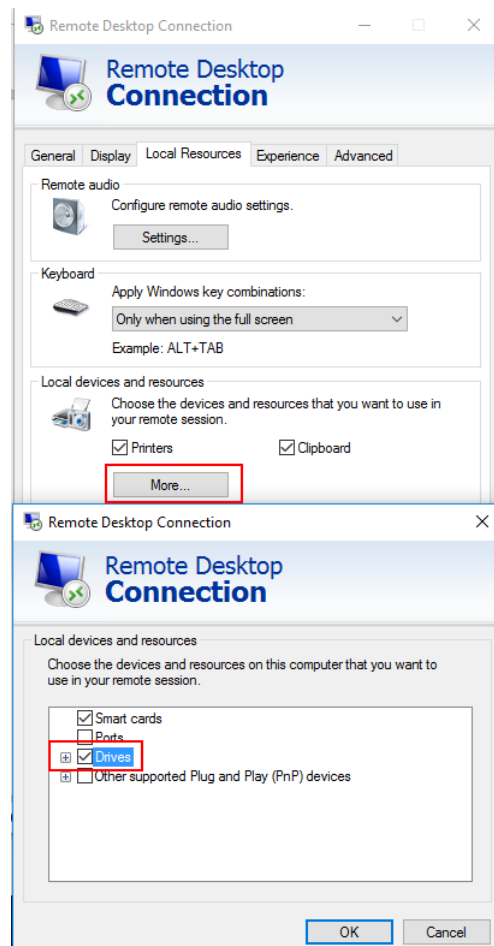 Remote Desktop Connection
Remote Desktop
Connection
General Display Local Resources Experience Advanced
Remote audio
Configure remote audio settings.
Settings...
Keyboard
Apply Windows key combinations:
Only when using the full screen
Example: ALT+TAB
Local devices and resources
Choose the devices and resources that you want to use in
your remote session.
Printers Clipboard
More...
Remote Desktop Connection
Remote Desktop
Connection
Local devices and resources
Choose the devices and resources on this computer that you want to
use in your remote session.
Smart cards
Ports
Drives
Other supported Plug and Play (PnP) devices
OK Cancel